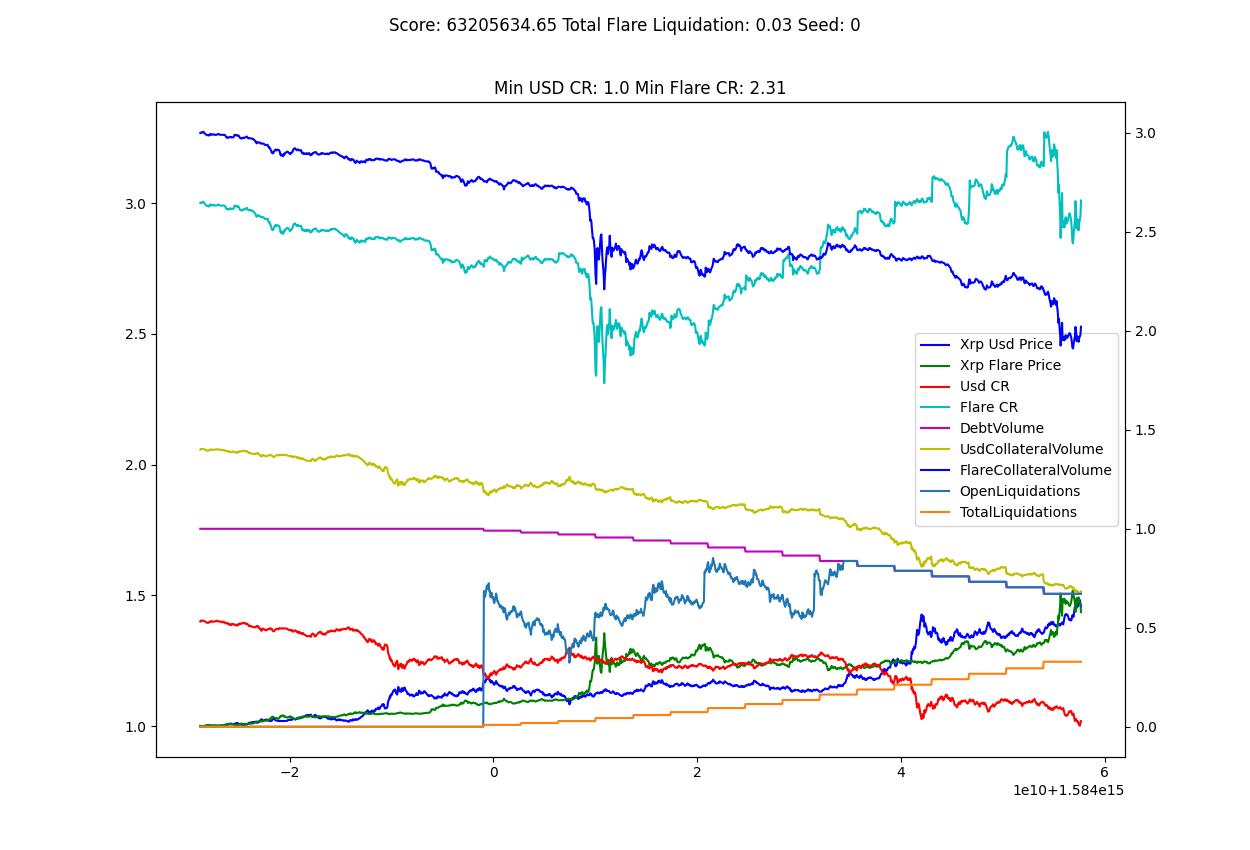 Score: 63205634.65 Total Flare Liquidation: 0.03 Seed: 0
Min USD CR: 1.0 Min Flare CR: 2.31
3.0
2.5
2.0
1.5
1.0
3.0
2.5
2.0
1.5
1.0
0.5
0.0
Xrp Usd Price
Xrp Flare Price
Usd CR
Flare CR
DebtVolume
UsdCollateralVolume
FlareCollateralVolume
OpenLiquidations
TotalLiquidations
−2 0 2 4 6
1e10+1.584e15